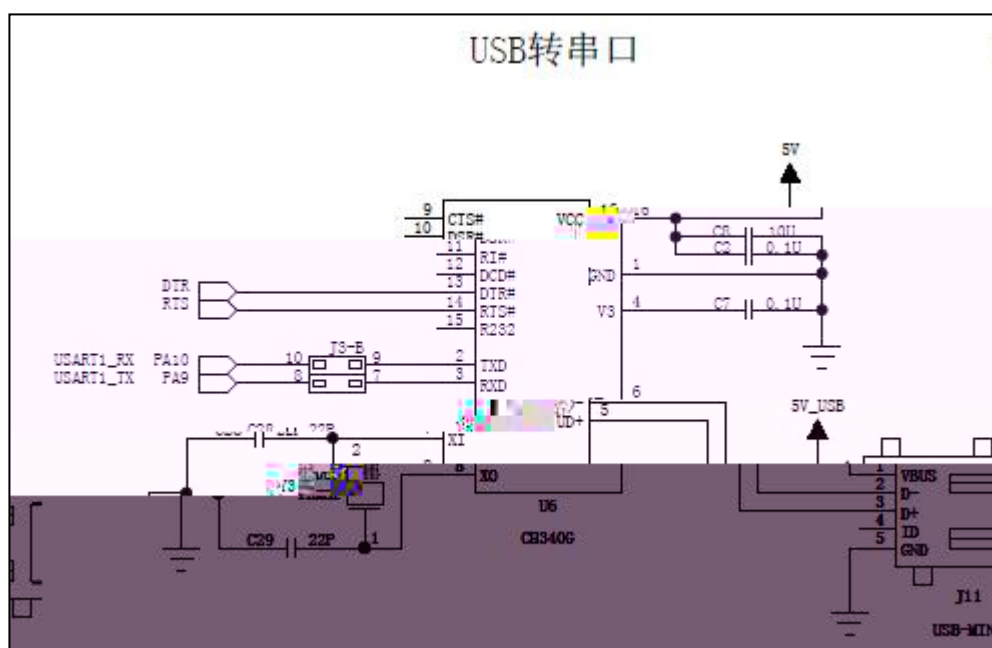 USB转串口
5V
9 CTS# VCC
10 DSR#
C8 10U
C2 0.1U
11 RI#
12 DCD# GND 1
DTR 13 DTR#
RTS 14 RTS# V3 4 C7 0.1U
15 R232
J3-B
USART1_RX PA10 10 9 2 TXD
USART1_TX PA9 8 7 3 RXD
6
5V_USB
UD+ 5
XI
2
8 XO
1 VBUS
2 D-
3 D+
4 ID
5 GND
U6
CH340G
C29 22P 1
J11
USB-MIN